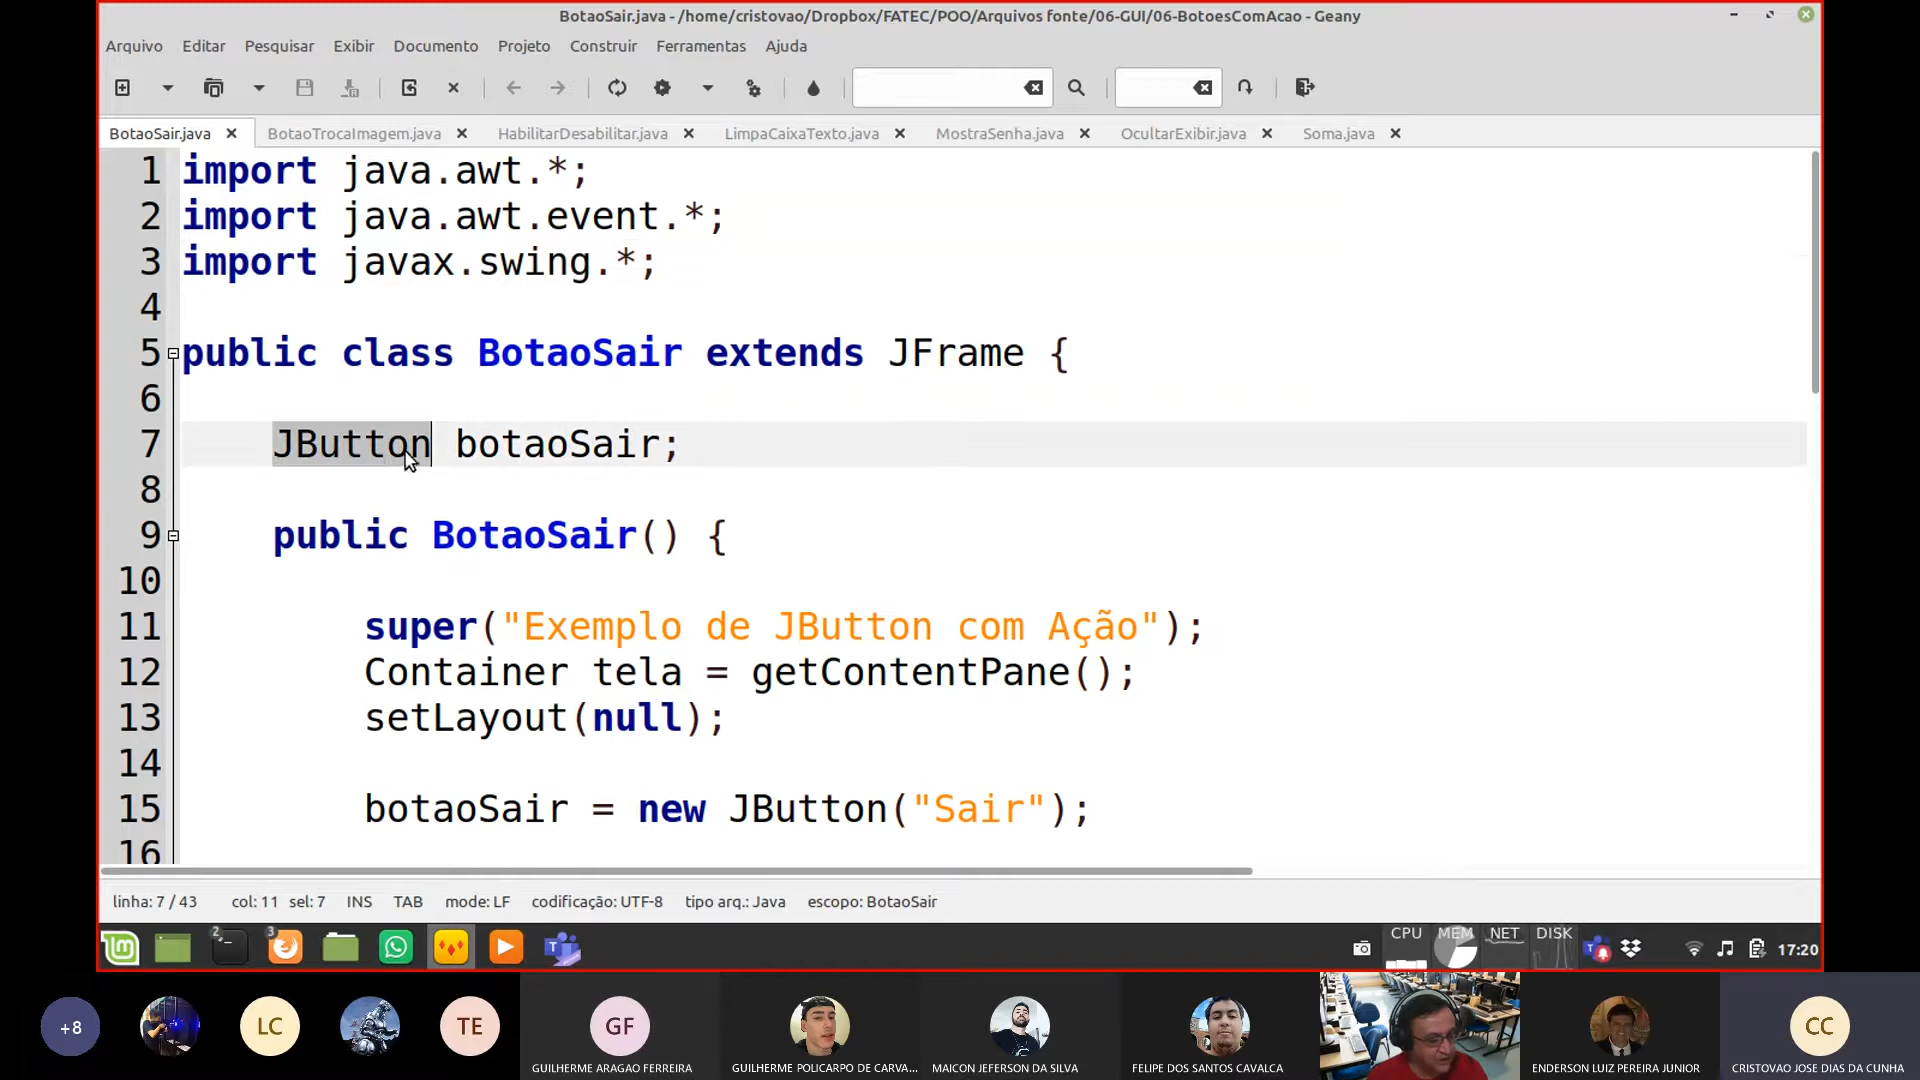 BotaoSair.java - /home/cristovao/Dropbox/FATEC/POO/Arquivos fonte/06-GUI/06-BotoesComAcao - Geany
Arquivo Editar Pesquisar Exibir Documento Projeto Construir Ferramentas Ajuda
BotaoSair.java BotaoTrocaImagem.java HabilitarDesabilitar.java LimpaCaixaTexto.java MostraSenha.java OcultarExibir.java Soma.java
1 import java.awt.*;
2 import java.awt.event.*;
3 import javax.swing.*;
4
5 public class BotaoSair extends JFrame {
6
7 JButton botaoSair;
8
9 public BotaoSair() {
10
11 super("Exemplo de JButton com Ação");
12 Container tela = getContentPane();
13 setLayout(null);
14
15 botaoSair = new JButton("Sair");
16
linha: 7 / 43 col: 11 sel: 7 INS TAB mode: LF codificação: UTF-8 tipo arq.: Java escopo: BotaoSair
2 3 CPU MEM NET DISK 17:20
+8 LC TE GF CC
GUILHERME ARAGAO FERREIRA GUILHERME POLICARPO DE CARVA... MAICON JEFERSON DA SILVA FELIPE DOS SANTOS CAVALCA ENDERSON LUIZ PEREIRA JUNIOR CRISTOVAO JOSE DIAS DA CUNHA